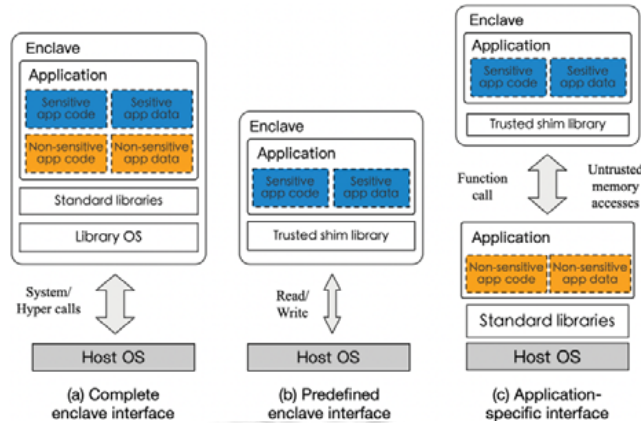 Enclave
Application
Sensitive app code
Sesitive app data
Non-sensitive app code
Non-sensitive app data
Standard libraries
Library OS
System/
Hyper calls
Host OS
(a) Complete
enclave interface
Enclave
Application
Sensitive app code
Sesitive app data
Trusted shim library
Read/
Write
Host OS
(b) Predefined
enclave interface
Enclave
Application
Sensitive app code
Sesitive app data
Trusted shim library
Function
call
Untrusted
memory
accesses
Application
Non-sensitive app code
Non-sensitive app data
Standard libraries
Host OS
(c) Application-
specific interface